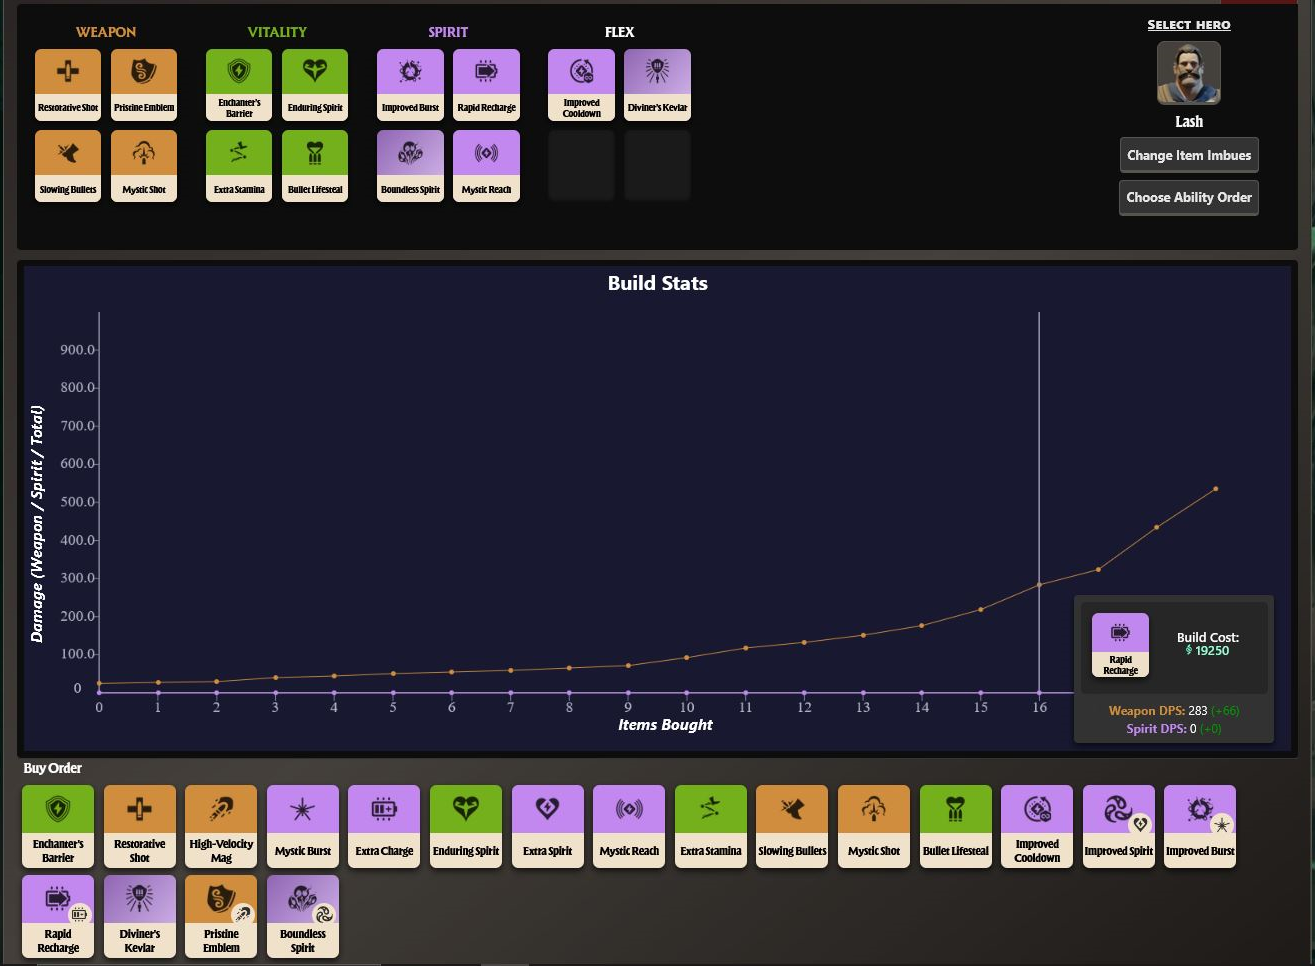 WEAPON VITALITY SPIRIT FLEX SELECT HERO
Restorative Shot Pristine Emblem Enchanter's Barrier Enduring Spirit Improved Burst Rapid Recharge Improved Cooldown Diviner's Kevlar
Lash
Slowing Bullets Mystic Shot Extra Stamina Bullet Lifesteal Boundless Spirit Mystic Reach
Change Item Imbues
Choose Ability Order
Build Stats
Damage (Weapon / Spirit / Total)
900.0
800.0
700.0
600.0
500.0
400.0
300.0
200.0
100.0
0
0 1 2 3 4 5 6 7 8 9 10 11 12 13 14 15 16
Items Bought
Rapid Recharge
Build Cost:
19250
Weapon DPS: 283 (+66)
Spirit DPS: 0 (+0)
Buy Order
Enchanter's Barrier Restorative Shot High-Velocity Mag Mystic Burst Extra Charge Enduring Spirit Extra Spirit Mystic Reach Extra Stamina Slowing Bullets Mystic Shot Bullet Lifesteal Improved Cooldown Improved Spirit Improved Burst
Rapid Recharge Diviner's Kevlar Pristine Emblem Boundless Spirit